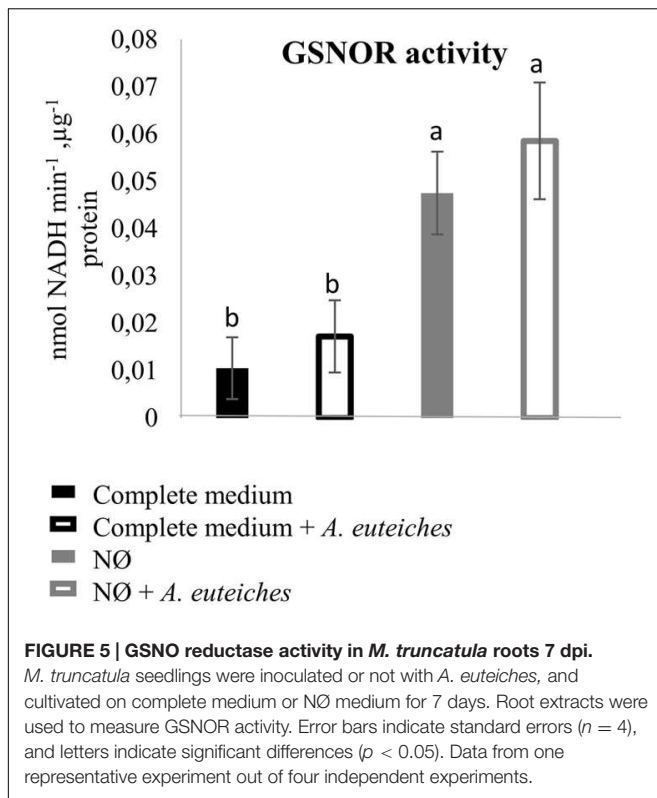 GSNOR activity
0,08
0,07
0,06
0,05
0,04
0,03
0,02
0,01
0
nmol NADH min⁻¹ ,µg⁻¹
protein
b
b
a
a
Complete medium
Complete medium + A. euteiches
NØ
NØ + A. euteiches
FIGURE 5 | GSNO reductase activity in M. truncatula roots 7 dpi.
M. truncatula seedlings were inoculated or not with A. euteiches, and
cultivated on complete medium or NØ medium for 7 days. Root extracts were
used to measure GSNOR activity. Error bars indicate standard errors (n = 4),
and letters indicate significant differences (p < 0.05). Data from one
representative experiment out of four independent experiments.